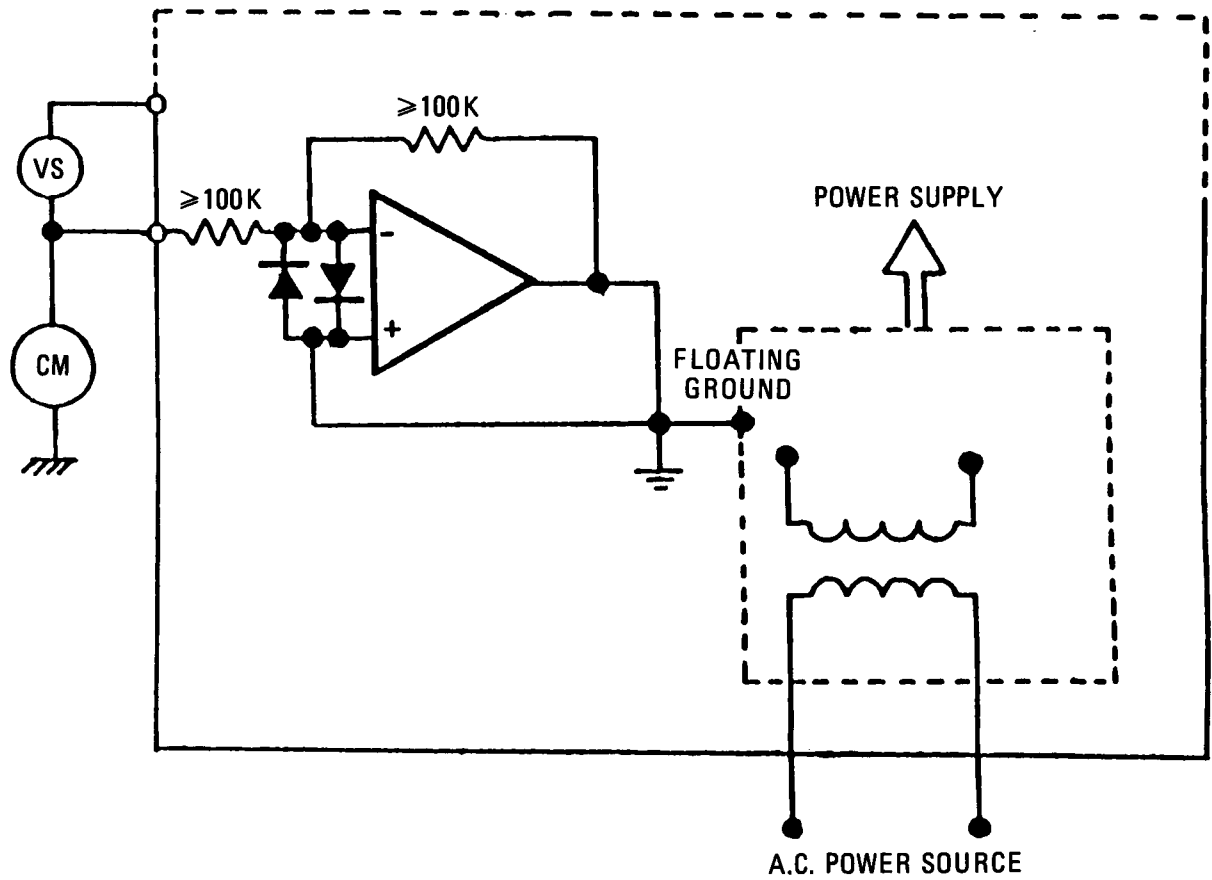 ≥100K
VS
≥100K
POWER SUPPLY
-
+
CM
FLOATING
GROUND
A.C. POWER SOURCE